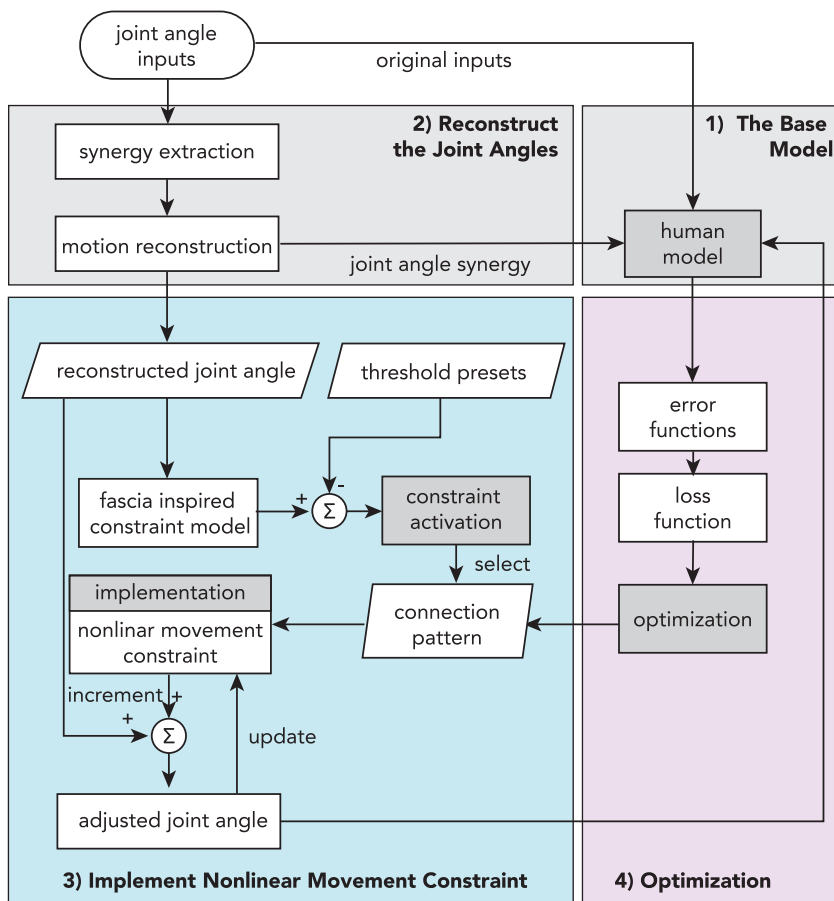 joint angle
inputs
original inputs
2) Reconstruct
the Joint Angles
1) The Base
Model
synergy extraction
motion reconstruction
joint angle synergy
human
model
reconstructed joint angle
threshold presets
error
functions
fascia inspired
constraint model
+
-
Σ
constraint
activation
loss
function
select
implementation
nonlinar movement
constraint
connection
pattern
optimization
increment
+
+
Σ
update
adjusted joint angle
3) Implement Nonlinear Movement Constraint
4) Optimization